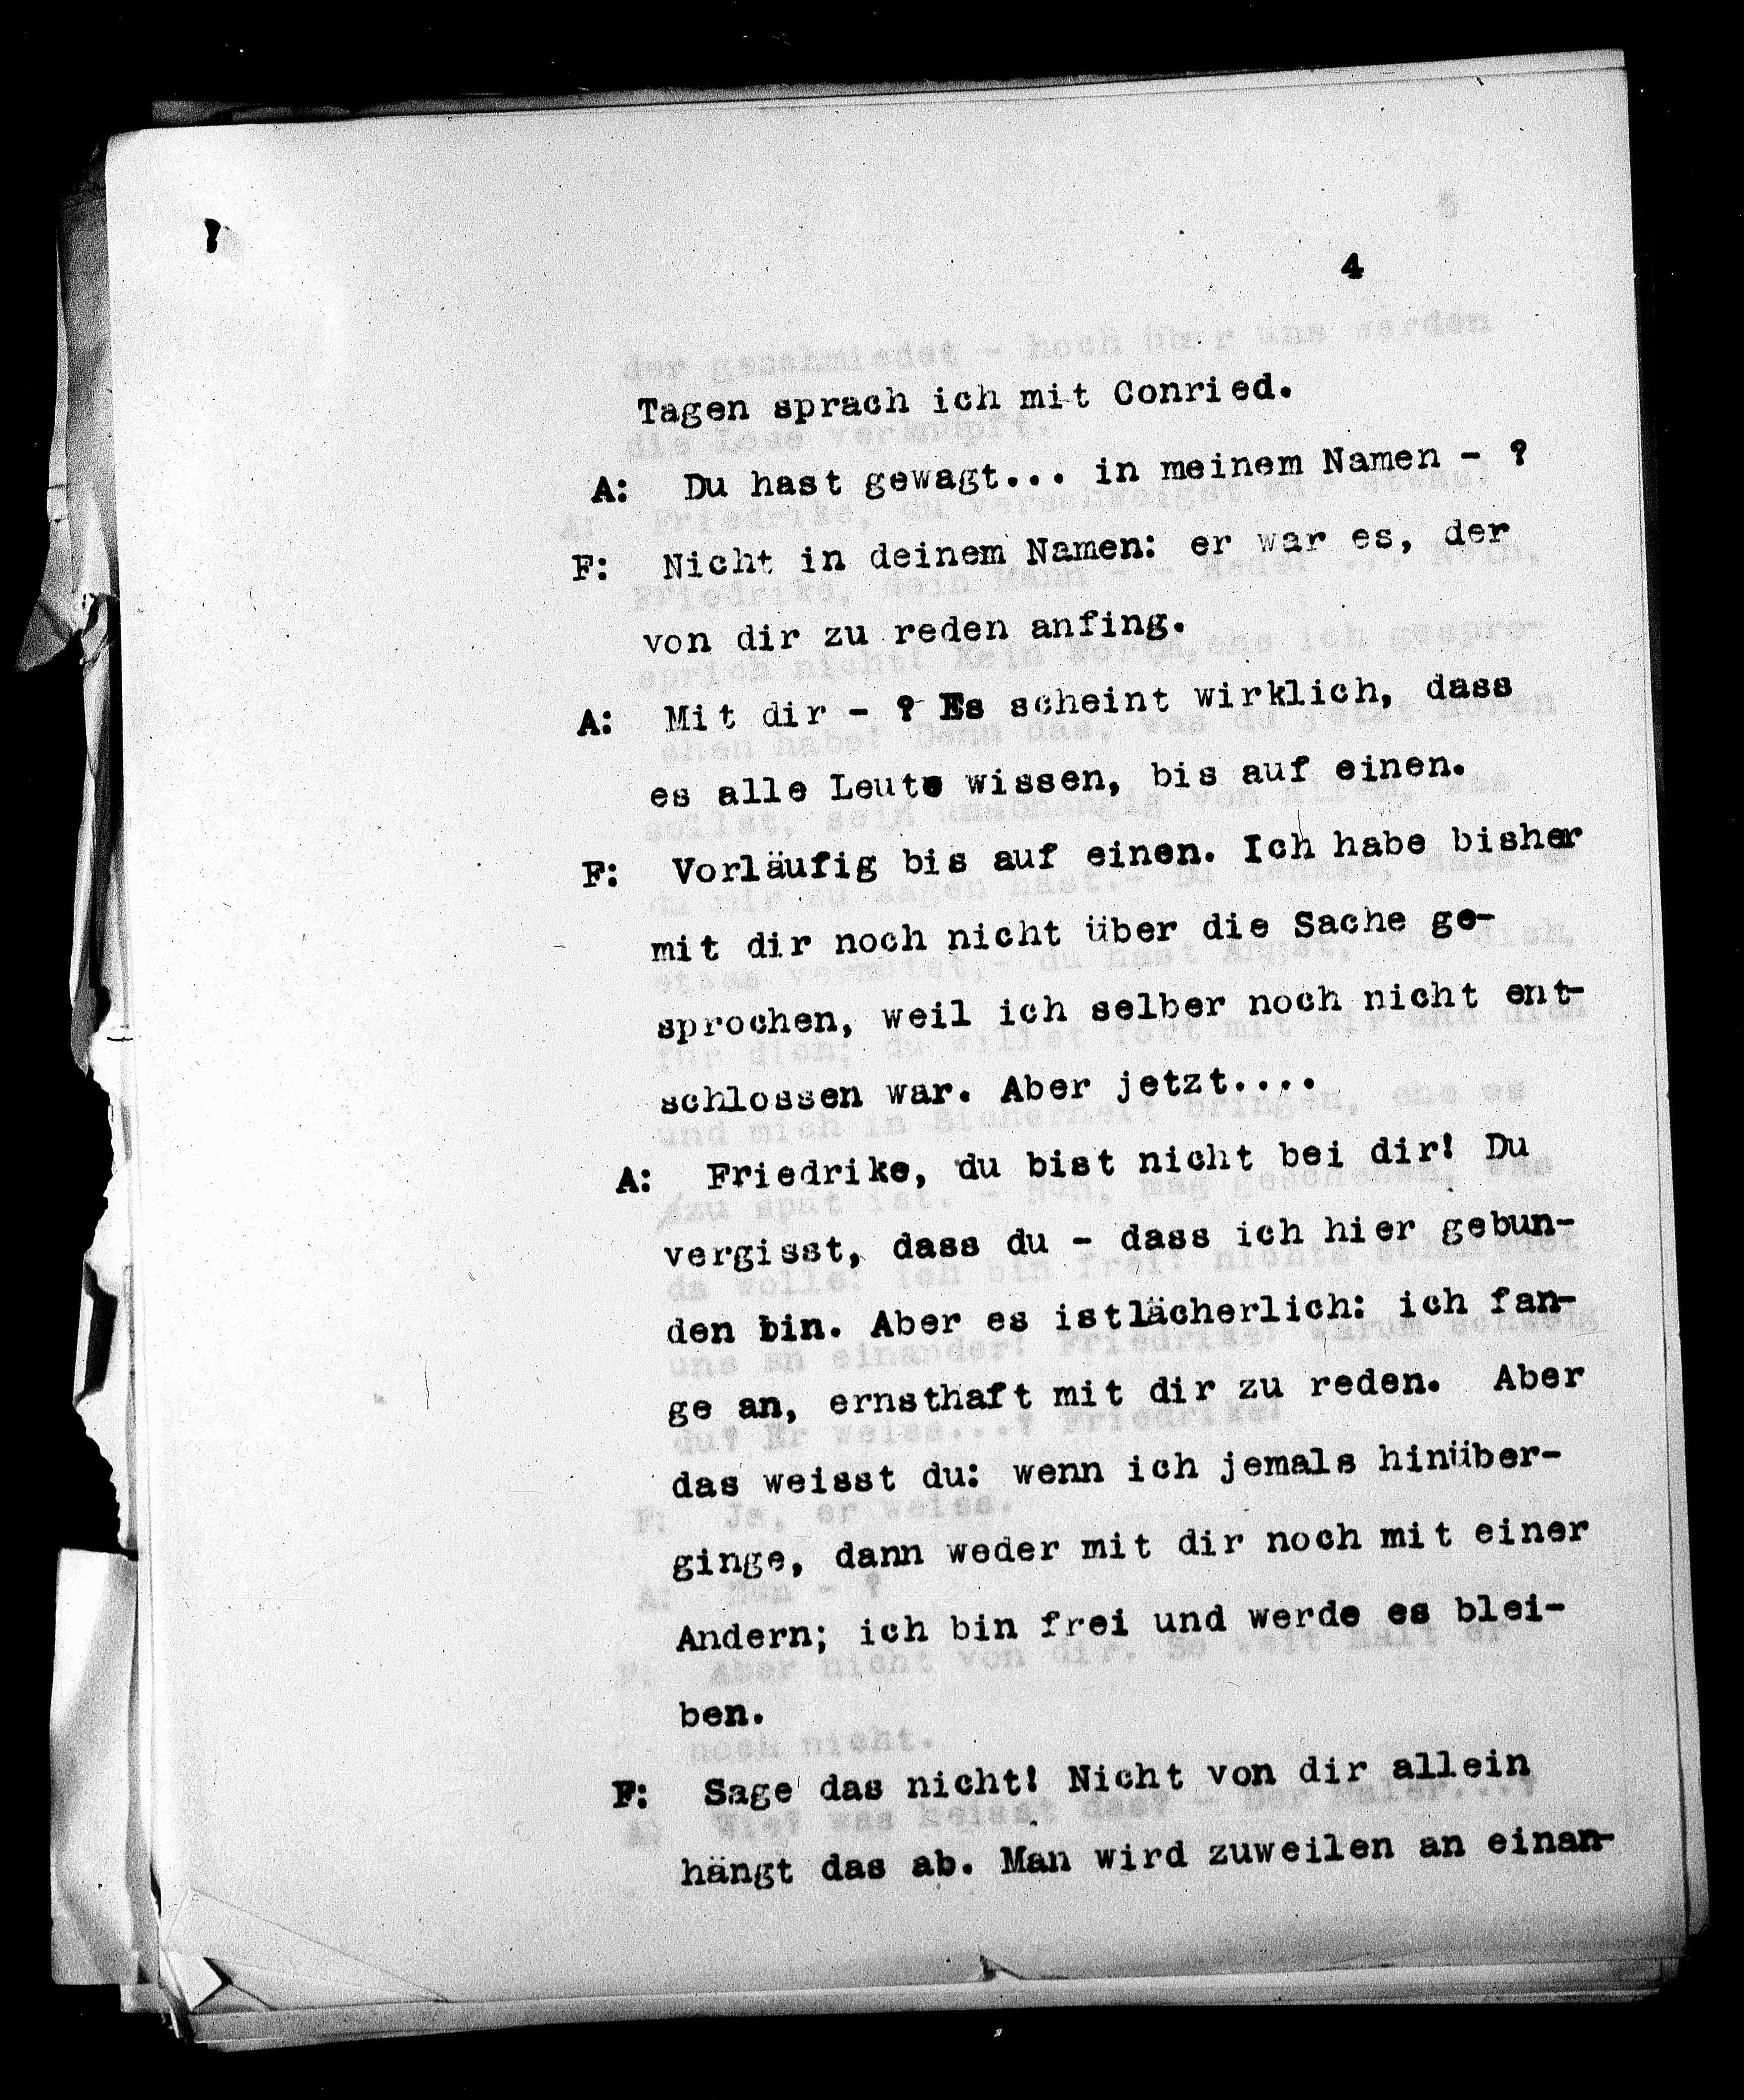 4
Tagen sprach ich mit Conried.
A: Du hast gewagt... in meinem Namen - ?
F: Nicht in deinem Namen: er war es, der
von dir zu reden anfing.
A: Mit dir - ? Es scheint wirklich, dass
es alle Leute wissen, bis auf einen.
F: Vorläufig bis auf einen. Ich habe bisher
mit dir noch nicht über die Sache ge-
sprochen, weil ich selber noch nicht ent-
schlossen war. Aber jetzt....
A: Friedrike, du bist nicht bei dir! Du
vergisst, dass du - dass ich hier gebun-
den bin. Aber es istlächerlich: ich fan-
ge an, ernsthaft mit dir zu reden. Aber
das weisst du: wenn ich jemals hinüber-
ginge, dann weder mit dir noch mit einer
Andern; ich bin frei und werde es blei-
ben.
F: Sage das nicht! Nicht von dir allein
hängt das ab. Man wird zuweilen an einan-